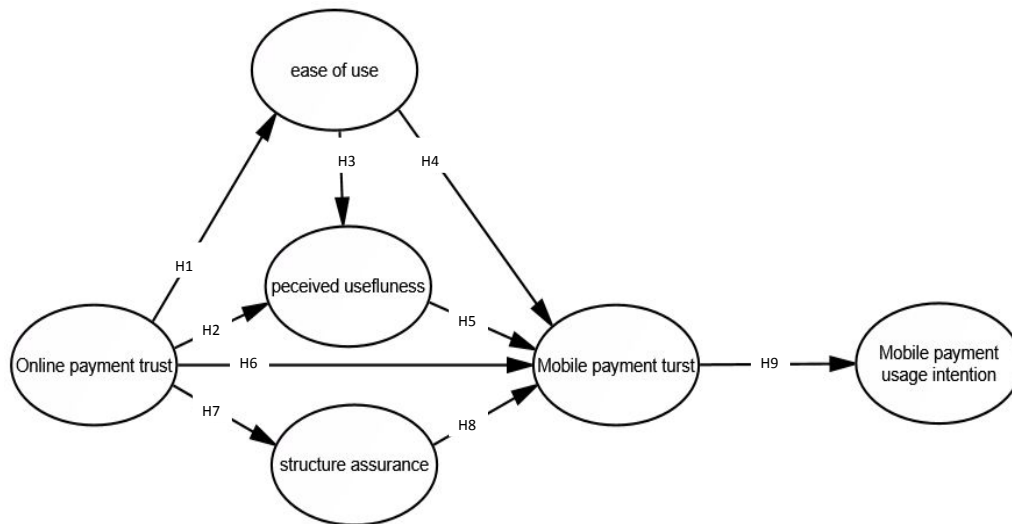 ease of use
H3
H4
H1
peceived usefluness
H2
H5
Online payment trust
H6
Mobile payment turst
H9
Mobile payment
usage intention
H7
H8
structure assurance